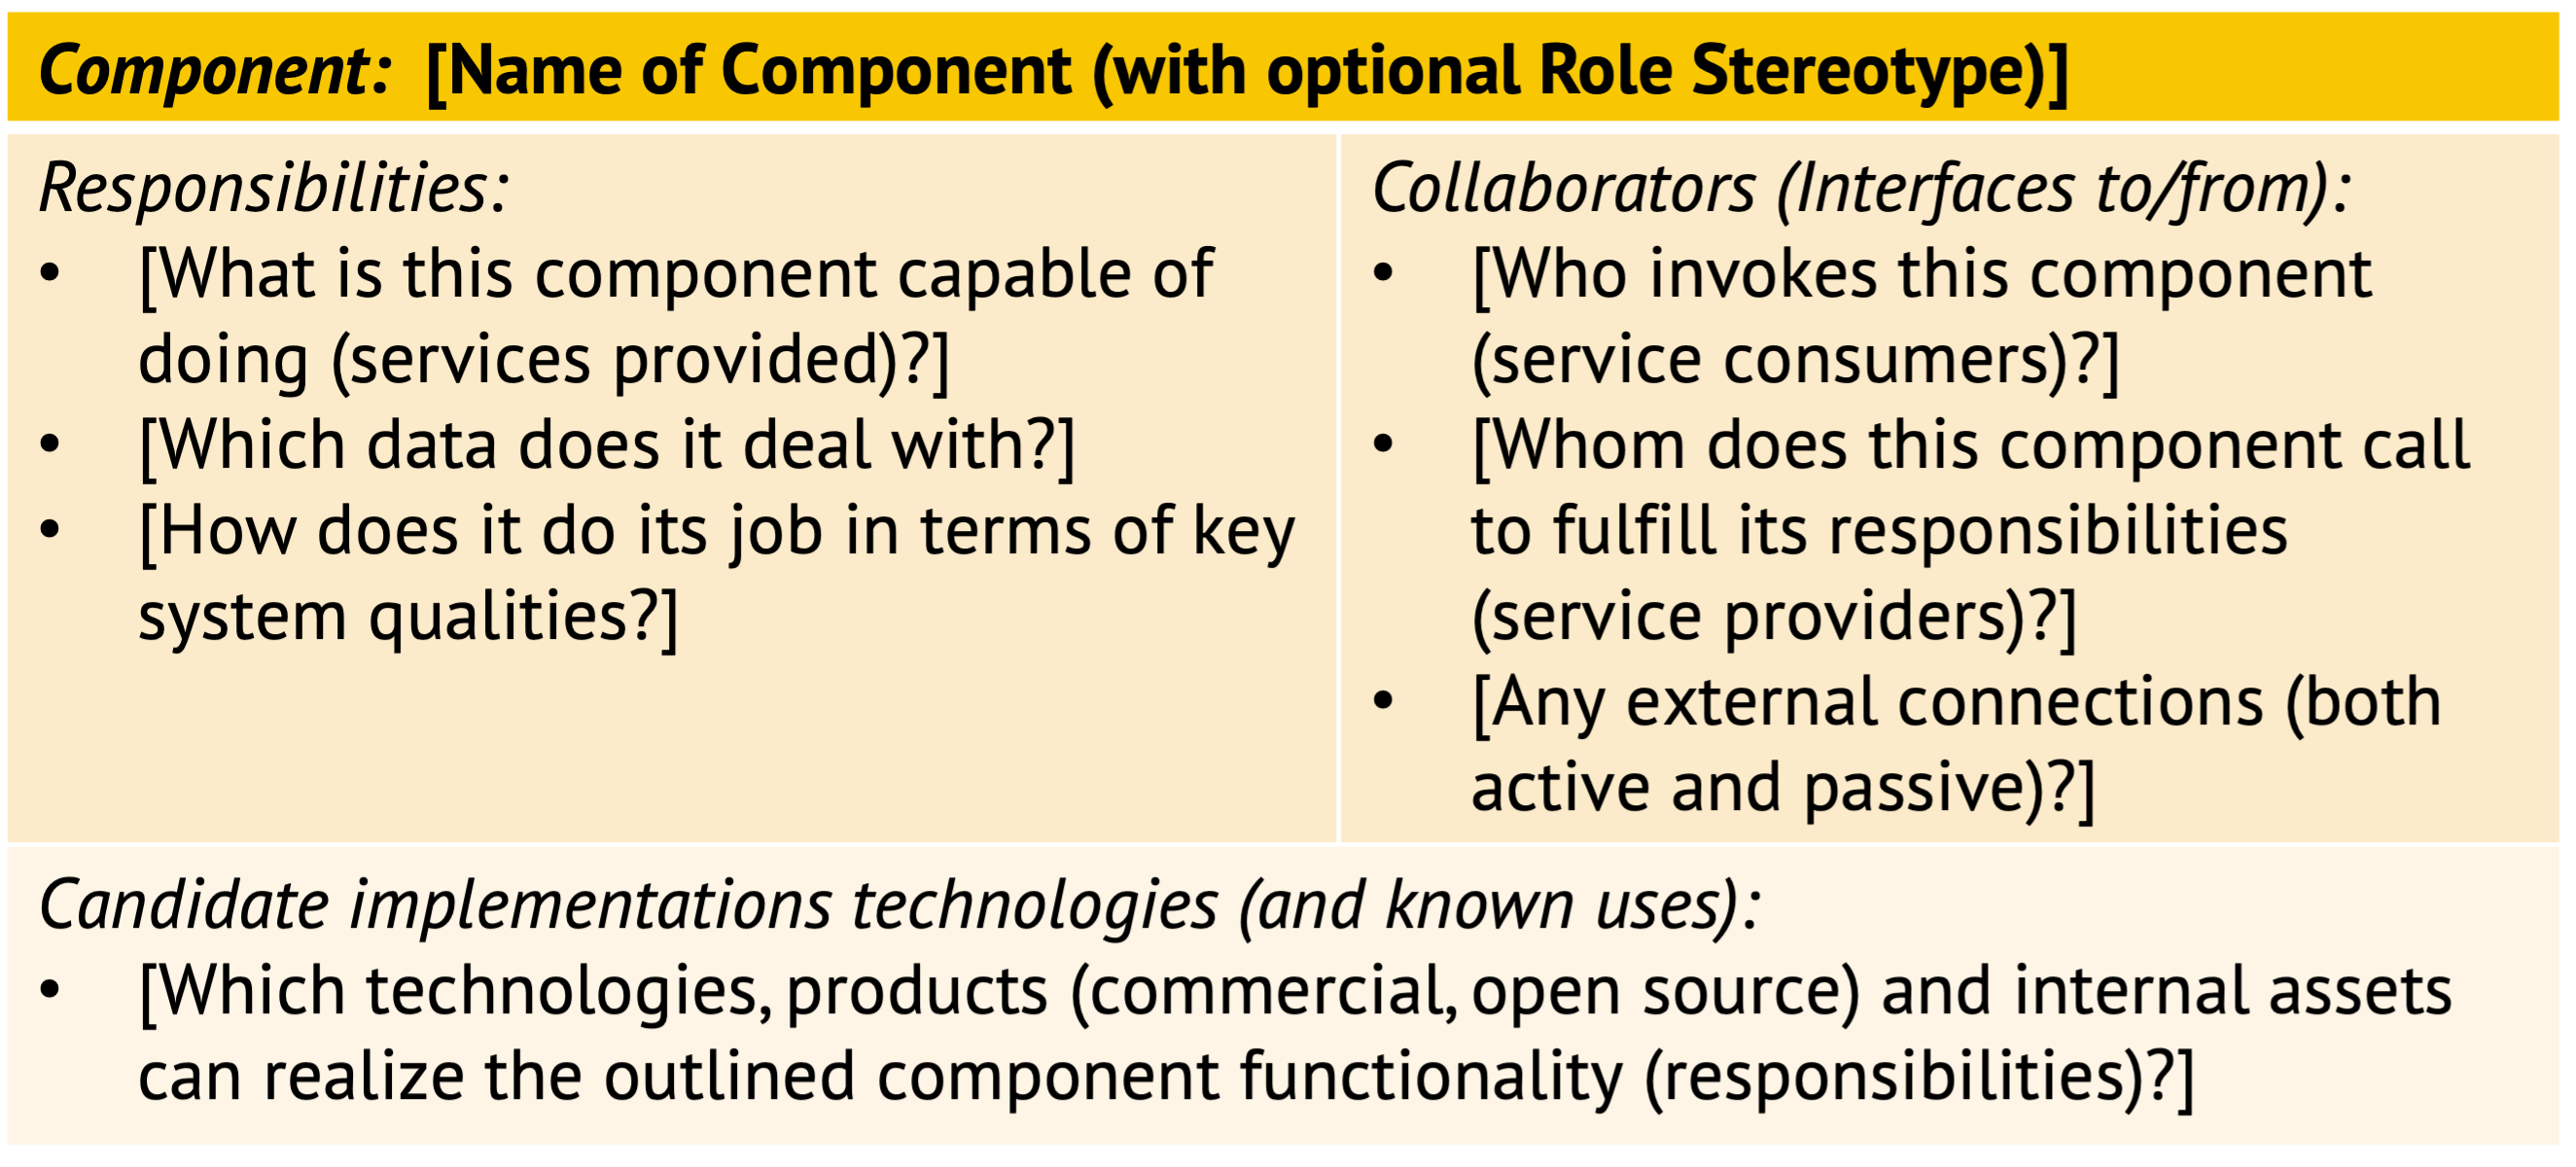 Component: [Name of Component (with optional Role Stereotype)]
Responsibilities:
• [What is this component capable of
doing (services provided)?]
• [Which data does it deal with?]
• [How does it do its job in terms of key
system qualities?]
Collaborators (Interfaces to/from):
• [Who invokes this component
(service consumers)?]
• [Whom does this component call
to fulfill its responsibilities
(service providers)?]
• [Any external connections (both
active and passive)?]
Candidate implementations technologies (and known uses):
• [Which technologies, products (commercial, open source) and internal assets
can realize the outlined component functionality (responsibilities)?]